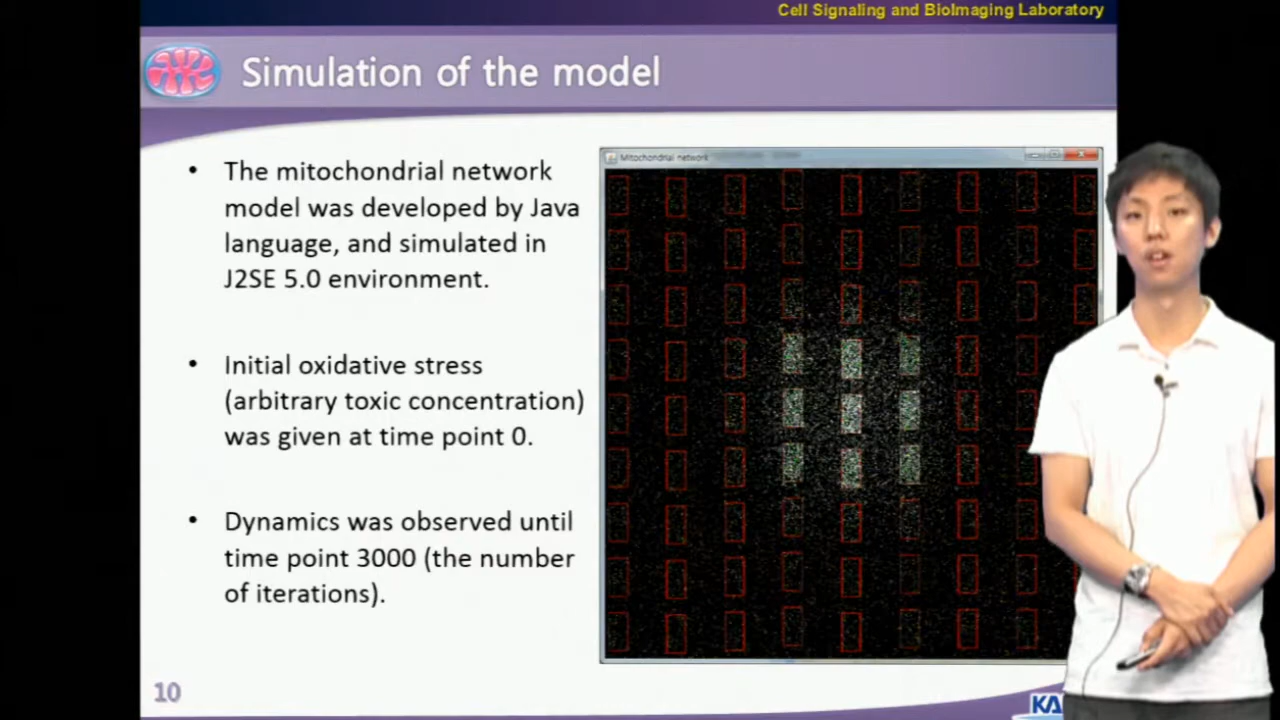 Cell Signaling and BioImaging Laboratory
Simulation of the model
• The mitochondrial network
model was developed by Java
language, and simulated in
J2SE 5.0 environment.
• Initial oxidative stress
(arbitrary toxic concentration)
was given at time point 0.
• Dynamics was observed until
time point 3000 (the number
of iterations).
Mitochondrial network
10
KA